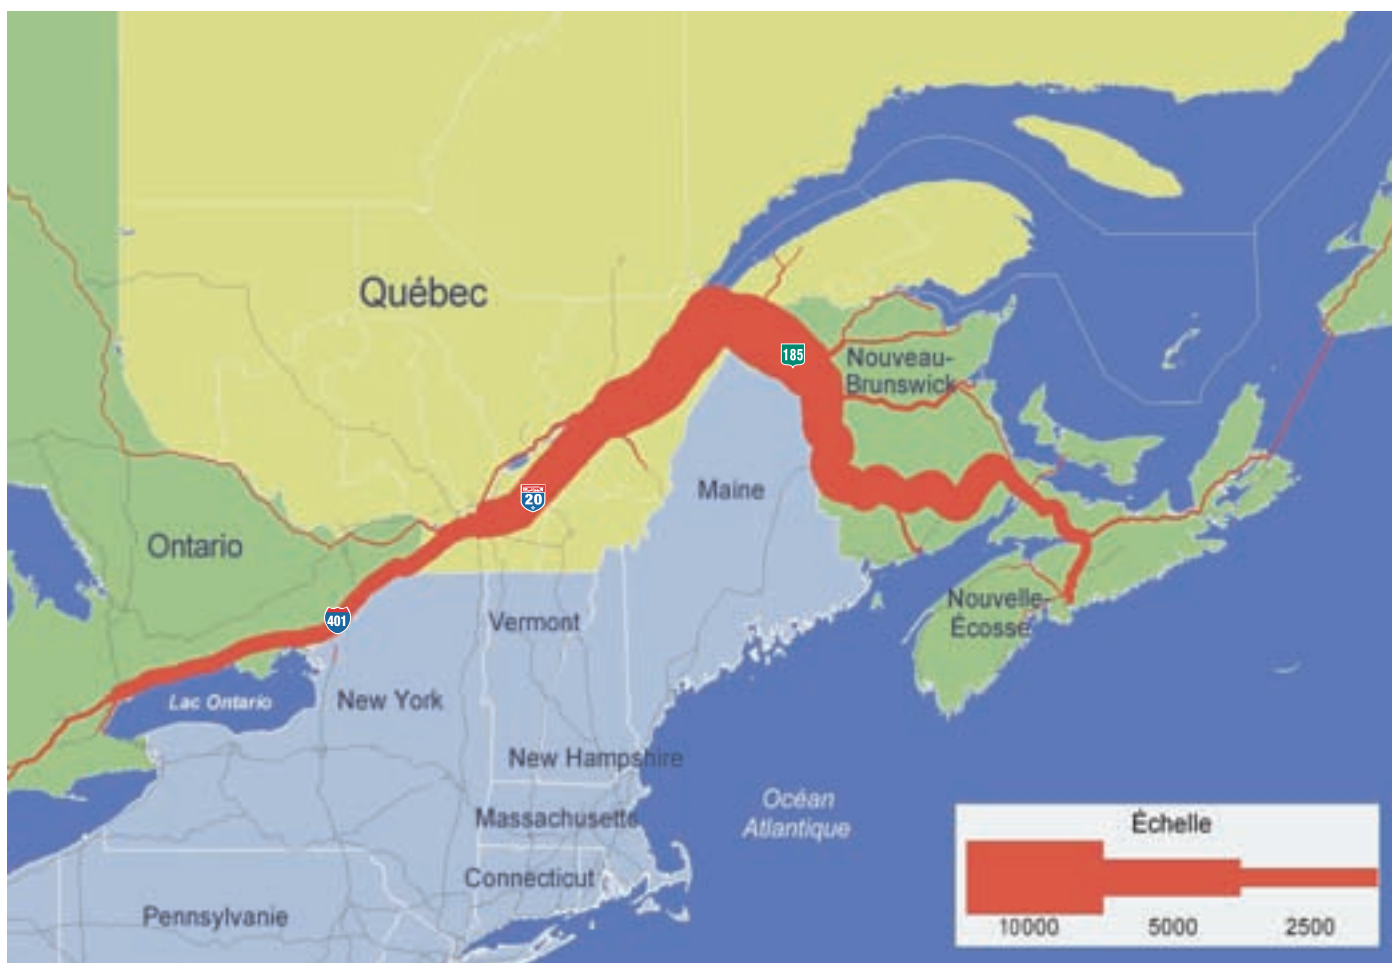 Québec
185
Nouveau-
Brunswick
20
Maine
Ontario
401
Vermont
Nouvelle-
Écosse
Lac Ontario
New York
New Hampshire
Océan
Atlantique
Massachusetts
Connecticut
Pennsylvanie
Échelle
10000
5000
2500